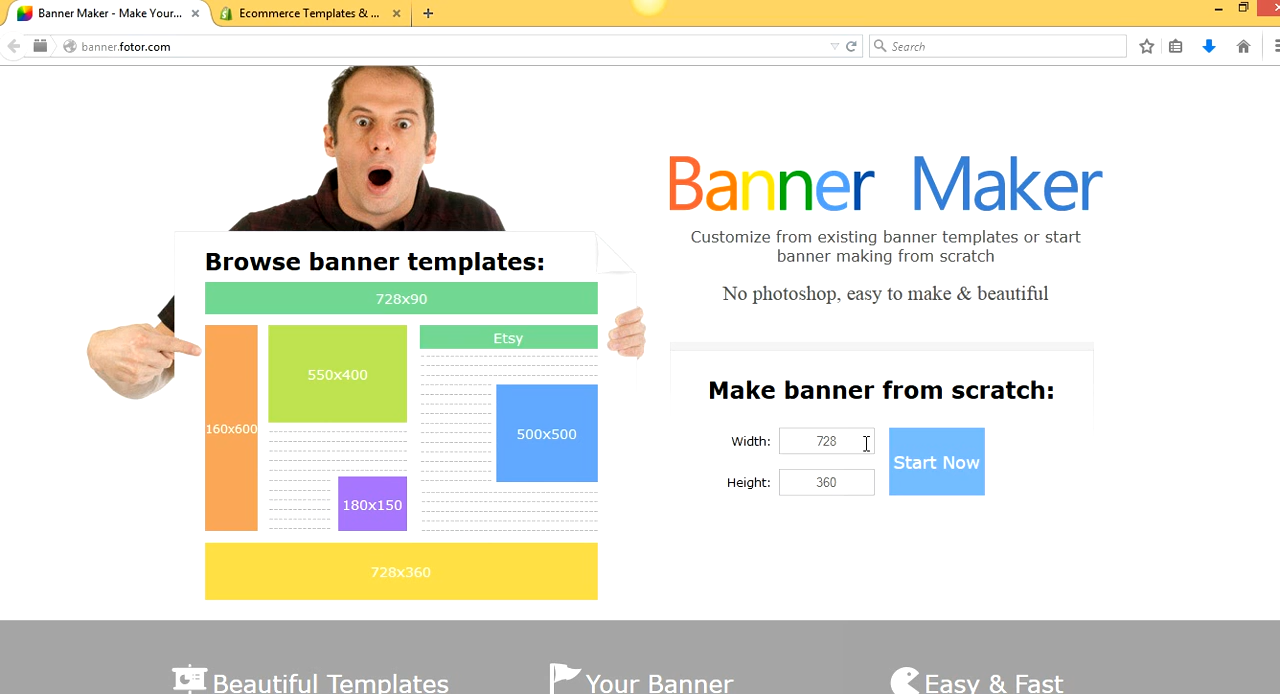 Banner Maker - Make Your...
Ecommerce Templates & ...
banner.fotor.com
Search
Browse banner templates:
728x90
160x600
550x400
Etsy
500x500
180x150
728x360
Banner Maker
Customize from existing banner templates or start
banner making from scratch
No photoshop, easy to make & beautiful
Make banner from scratch:
Width: 728
Height: 360
Start Now
Beautiful Templates
Your Banner
Easy & Fast